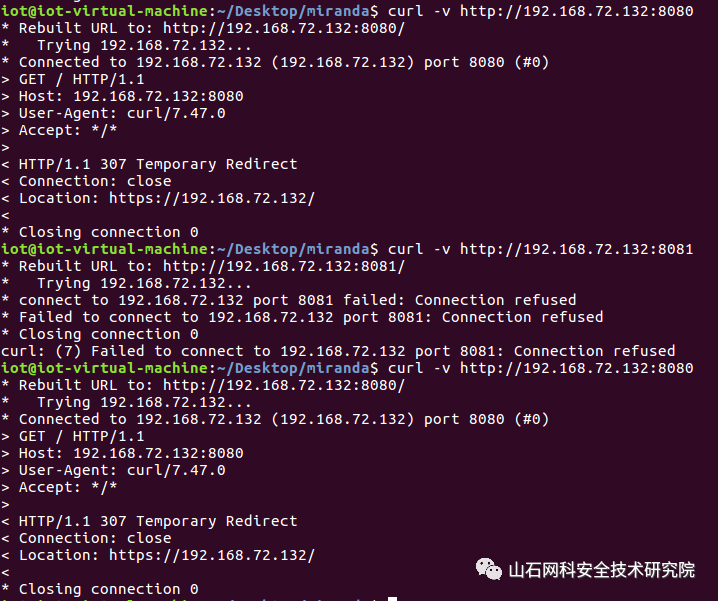 iot@iot-virtual-machine:~/Desktop/miranda$ curl -v http://192.168.72.132:8080
* Rebuilt URL to: http://192.168.72.132:8080/
*   Trying 192.168.72.132...
* Connected to 192.168.72.132 (192.168.72.132) port 8080 (#0)
> GET / HTTP/1.1
> Host: 192.168.72.132:8080
> User-Agent: curl/7.47.0
> Accept: */*
>
< HTTP/1.1 307 Temporary Redirect
< Connection: close
< Location: https://192.168.72.132/
<
* Closing connection 0
iot@iot-virtual-machine:~/Desktop/miranda$ curl -v http://192.168.72.132:8081
* Rebuilt URL to: http://192.168.72.132:8081/
*   Trying 192.168.72.132...
* connect to 192.168.72.132 port 8081 failed: Connection refused
* Failed to connect to 192.168.72.132 port 8081: Connection refused
* Closing connection 0
curl: (7) Failed to connect to 192.168.72.132 port 8081: Connection refused
iot@iot-virtual-machine:~/Desktop/miranda$ curl -v http://192.168.72.132:8080
* Rebuilt URL to: http://192.168.72.132:8080/
*   Trying 192.168.72.132...
* Connected to 192.168.72.132 (192.168.72.132) port 8080 (#0)
> GET / HTTP/1.1
> Host: 192.168.72.132:8080
> User-Agent: curl/7.47.0
> Accept: */*
>
< HTTP/1.1 307 Temporary Redirect
< Connection: close
< Location: https://192.168.72.132/
<
山石网科安全技术研究院
* Closing connection 0